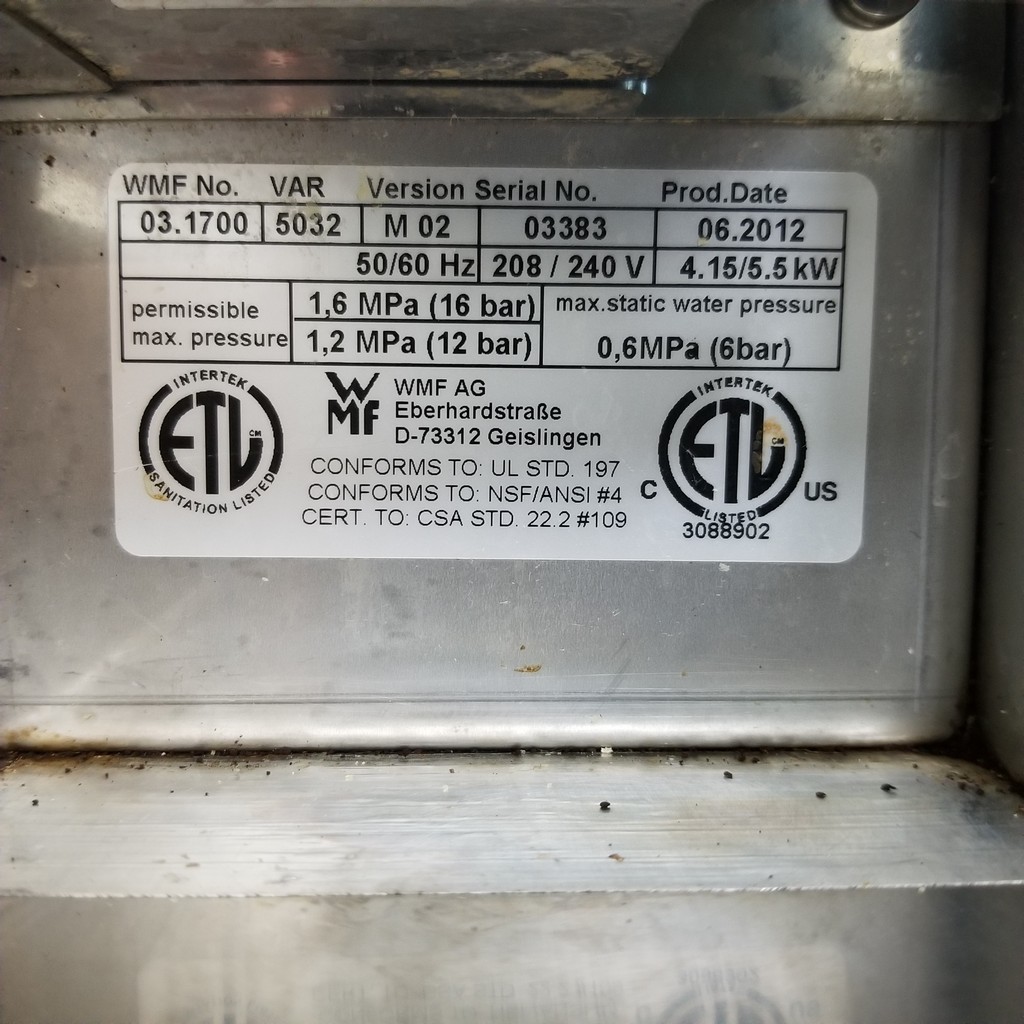 WMF No. VAR Version Serial No. Prod.Date
03.1700 5032 M 02 03383 06.2012
50/60 Hz 208 / 240 V 4.15/5.5 kW
permissible max. pressure
1,6 MPa (16 bar)
1,2 MPa (12 bar)
max.static water pressure
0,6MPa (6bar)
INTERTEK
ETL CM
SANITATION LISTED
WMF
WMF AG
Eberhardstraße
D-73312 Geislingen
CONFORMS TO: UL STD. 197
CONFORMS TO: NSF/ANSI #4
CERT. TO: CSA STD. 22.2 #109
INTERTEK
C ETL CM US
LISTED
3088902